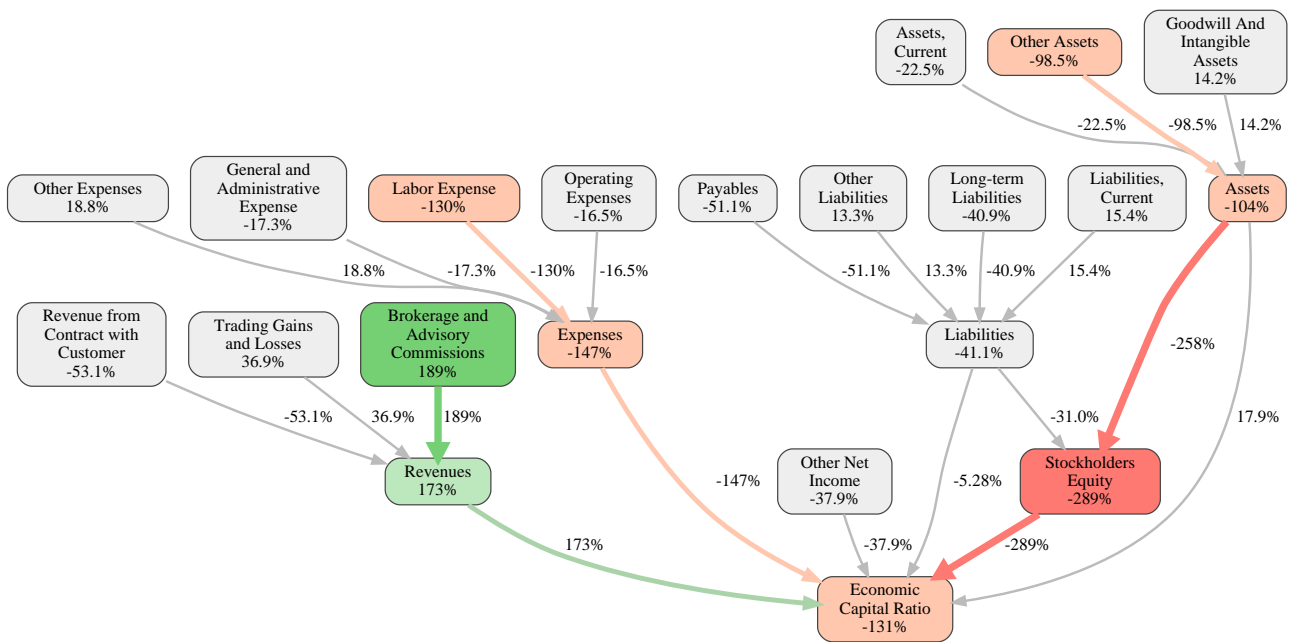 Assets,
Current
-22.5%
Other Assets
-98.5%
Goodwill And
Intangible
Assets
14.2%
-22.5%
-98.5%
14.2%
Other Expenses
18.8%
General and
Administrative
Expense
-17.3%
Labor Expense
-130%
Operating
Expenses
-16.5%
Payables
-51.1%
Other
Liabilities
13.3%
Long-term
Liabilities
-40.9%
Liabilities,
Current
15.4%
Assets
-104%
18.8%
-17.3%
-130%
-16.5%
-51.1%
13.3%
-40.9%
15.4%
Revenue from
Contract with
Customer
-53.1%
Trading Gains
and Losses
36.9%
Brokerage and
Advisory
Commissions
189%
Expenses
-147%
Liabilities
-41.1%
-258%
-53.1%
36.9%
189%
-31.0%
17.9%
Revenues
173%
-147%
Other Net
Income
-37.9%
-5.28%
Stockholders
Equity
-289%
173%
-37.9%
-289%
Economic
Capital Ratio
-131%